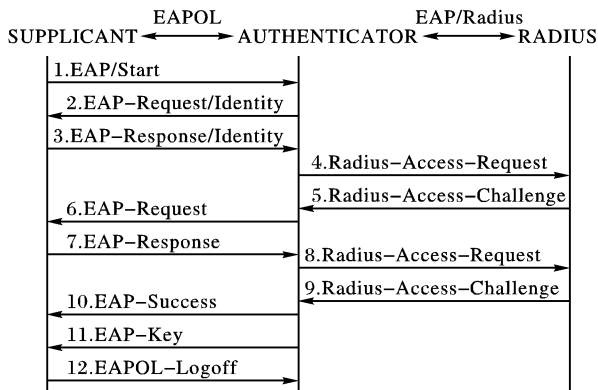 EAPOL EAP/Radius
SUPPLICANT AUTHENTICATOR RADIUS
1.EAP/Start
2.EAP−Request/Identity
3.EAP−Response/Identity
4.Radius−Access−Request
5.Radius−Access−Challenge
6.EAP−Request
7.EAP−Response
8.Radius−Access−Request
9.Radius−Access−Challenge
10.EAP−Success
11.EAP−Key
12.EAPOL−Logoff